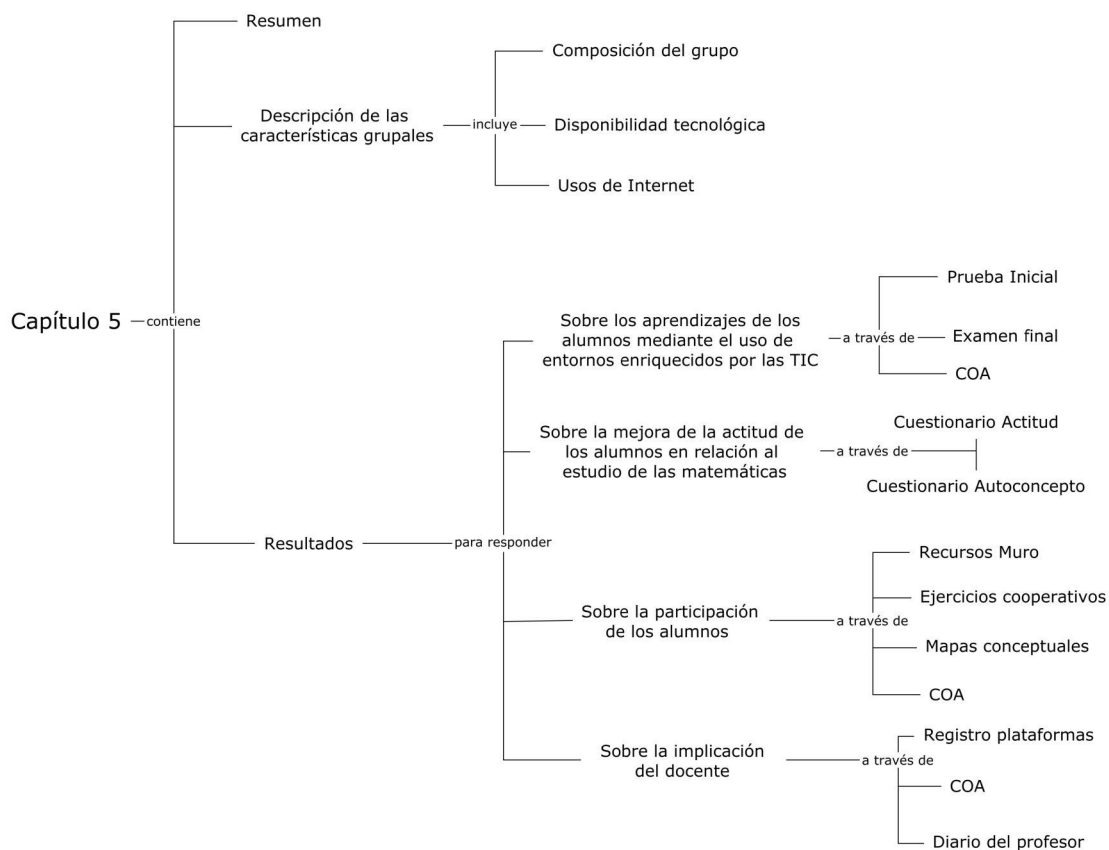 Resumen
Composición del grupo
Descripción de las
características grupales
incluye
Disponibilidad tecnológica
Usos de Internet
Capítulo 5
contiene
Prueba Inicial
Sobre los aprendizajes de los
alumnos mediante el uso de
entornos enriquecidos por las TIC
a través de
Examen final
COA
Sobre la mejora de la actitud de
los alumnos en relación al
estudio de las matemáticas
a través de
Cuestionario Actitud
Cuestionario Autoconcepto
Resultados
para responder
Sobre la participación
de los alumnos
a través de
Recursos Muro
Ejercicios cooperativos
Mapas conceptuales
COA
Sobre la implicación
del docente
a través de
Registro plataformas
COA
Diario del profesor